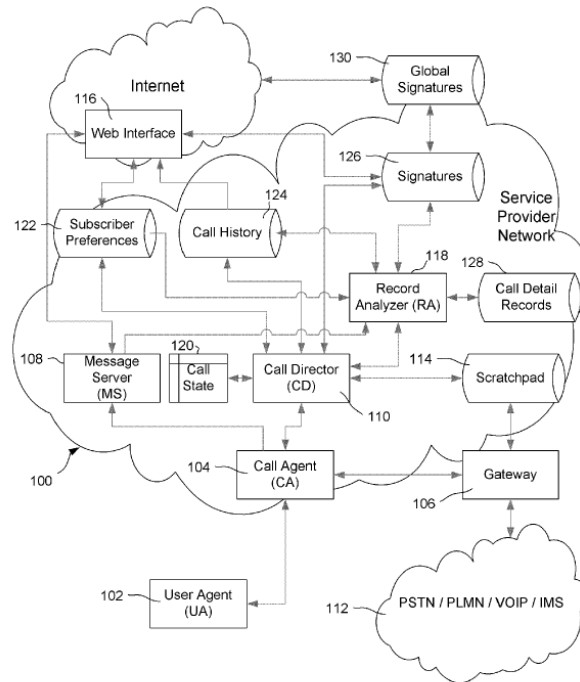 130
Global
Signatures
Internet
116
Web Interface
126
Signatures
Service
Provider
Network
124
122
Subscriber
Preferences
Call History
118
128
Record
Analyzer (RA)
Call Detail
Records
108
120
114
Message
Server
(MS)
Call
State
Call Director
(CD)
Scratchpad
110
100
104
Call Agent
(CA)
Gateway
106
102
User Agent
(UA)
PSTN / PLMN / VOIP / IMS
112